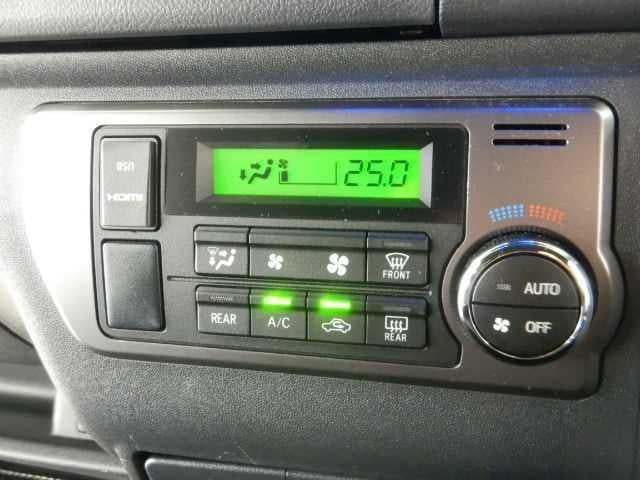 USB
HDMI
25.0
FRONT
AUTO
OFF
REAR
A/C
REAR